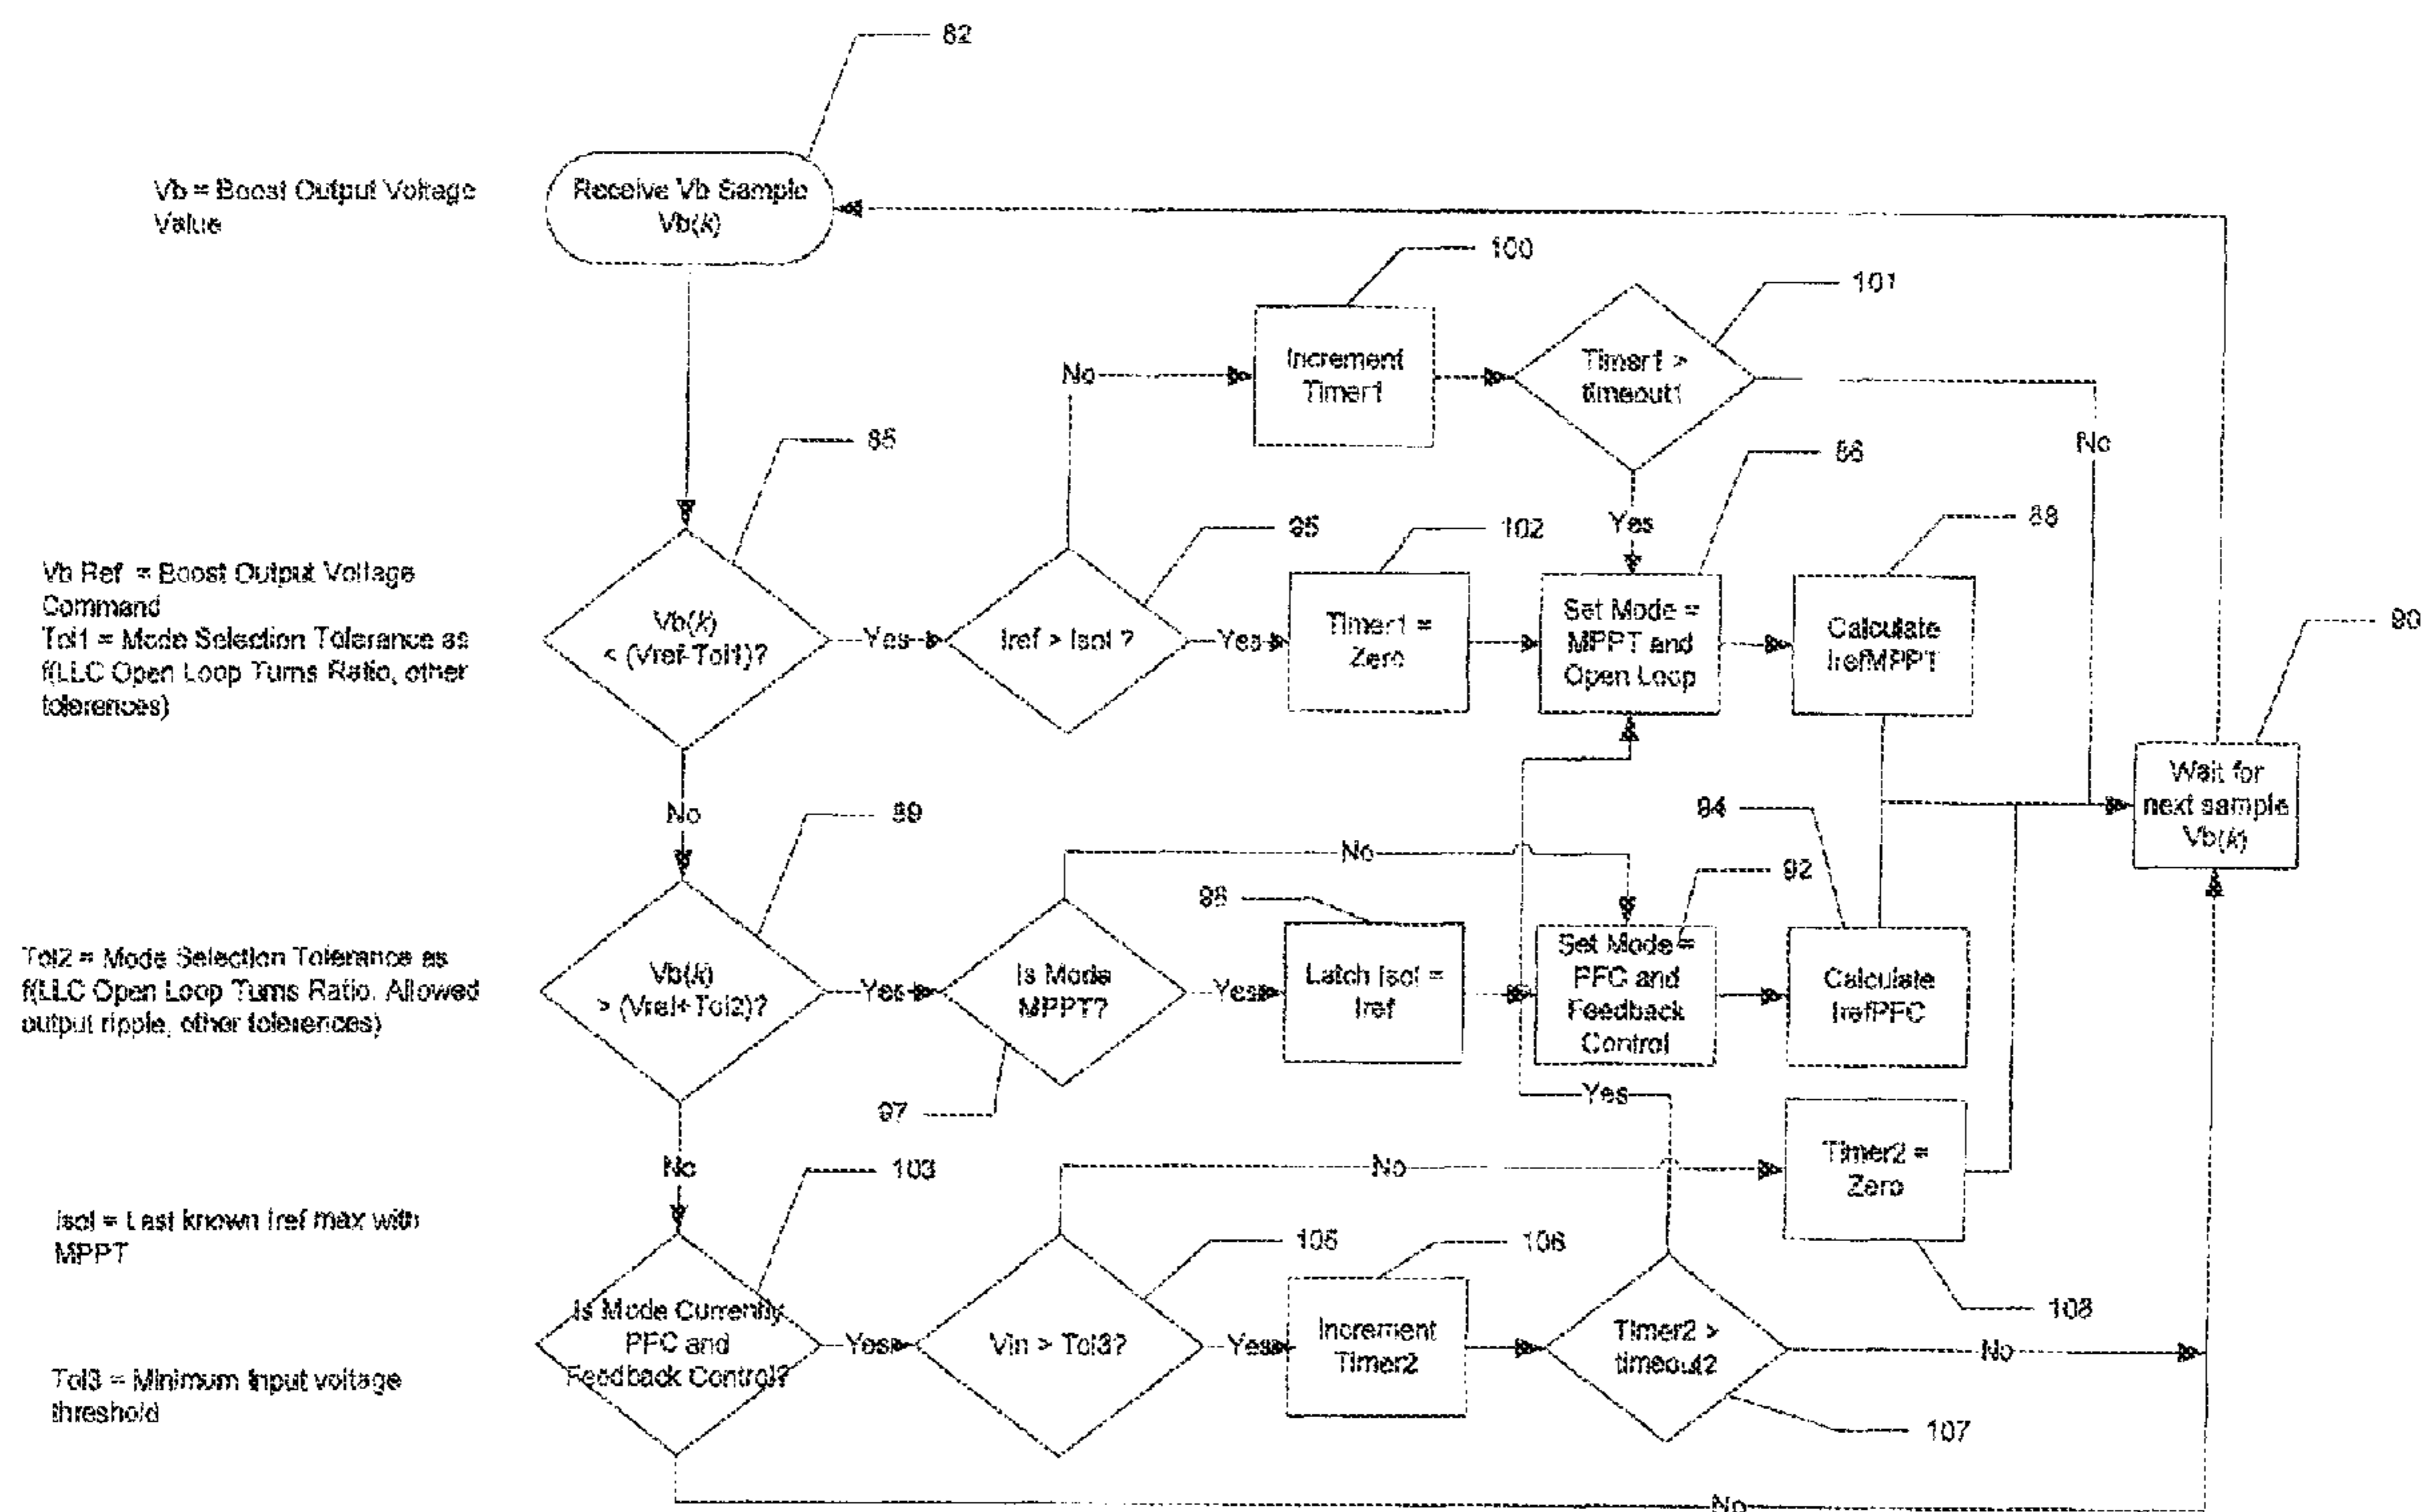 82
Vb = Boost Output Voltage
Value
Receive Vb Sample
Vb(k)
100
101
Increment
Timer1
Timer1 >
timeout1
No
No
85
86
Yes
95
102
88
Vb Ref = Boost Output Voltage
Command
Tol1 = Mode Selection Tolerance as
f(LLC Open Loop Turns Ratio, other
tolerences)
Vb(k)
< (Vref-Tol1)?
Yes
Iref > Isol ?
Yes
Timer1 =
Zero
Set Mode =
MPPT and
Open Loop
Calculate
IrefMPPT
90
Wait for
next sample
Vb(k)
No
89
94
No
98
92
Tol2 = Mode Selection Tolerance as
f(LLC Open Loop Turns Ratio, Allowed
output ripple, other tolerences)
Vb(k)
> (Vref+Tol2)?
Yes
Is Mode
MPPT?
Yes
Latch Isol =
Iref
Set Mode =
PFC and
Feedback
Control
Calculate
IrefPFC
97
Yes
No
103
No
Timer2 =
Zero
Isol = Last known Iref max with
MPPT
105
106
108
Is Mode Currently
PFC and
Feedback Control?
Yes
Vin > Tol3?
Yes
Increment
Timer2
Timer2 >
timeout2
No
Tol3 = Minimum Input voltage
threshold
107
No